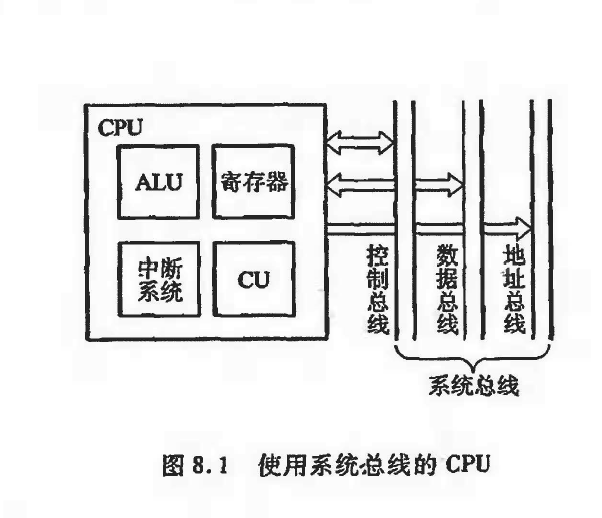 CPU
ALU
寄存器
中断
系统
CU
控制总线
数据总线
地址总线
系统总线
图 8.1 使用系统总线的 CPU